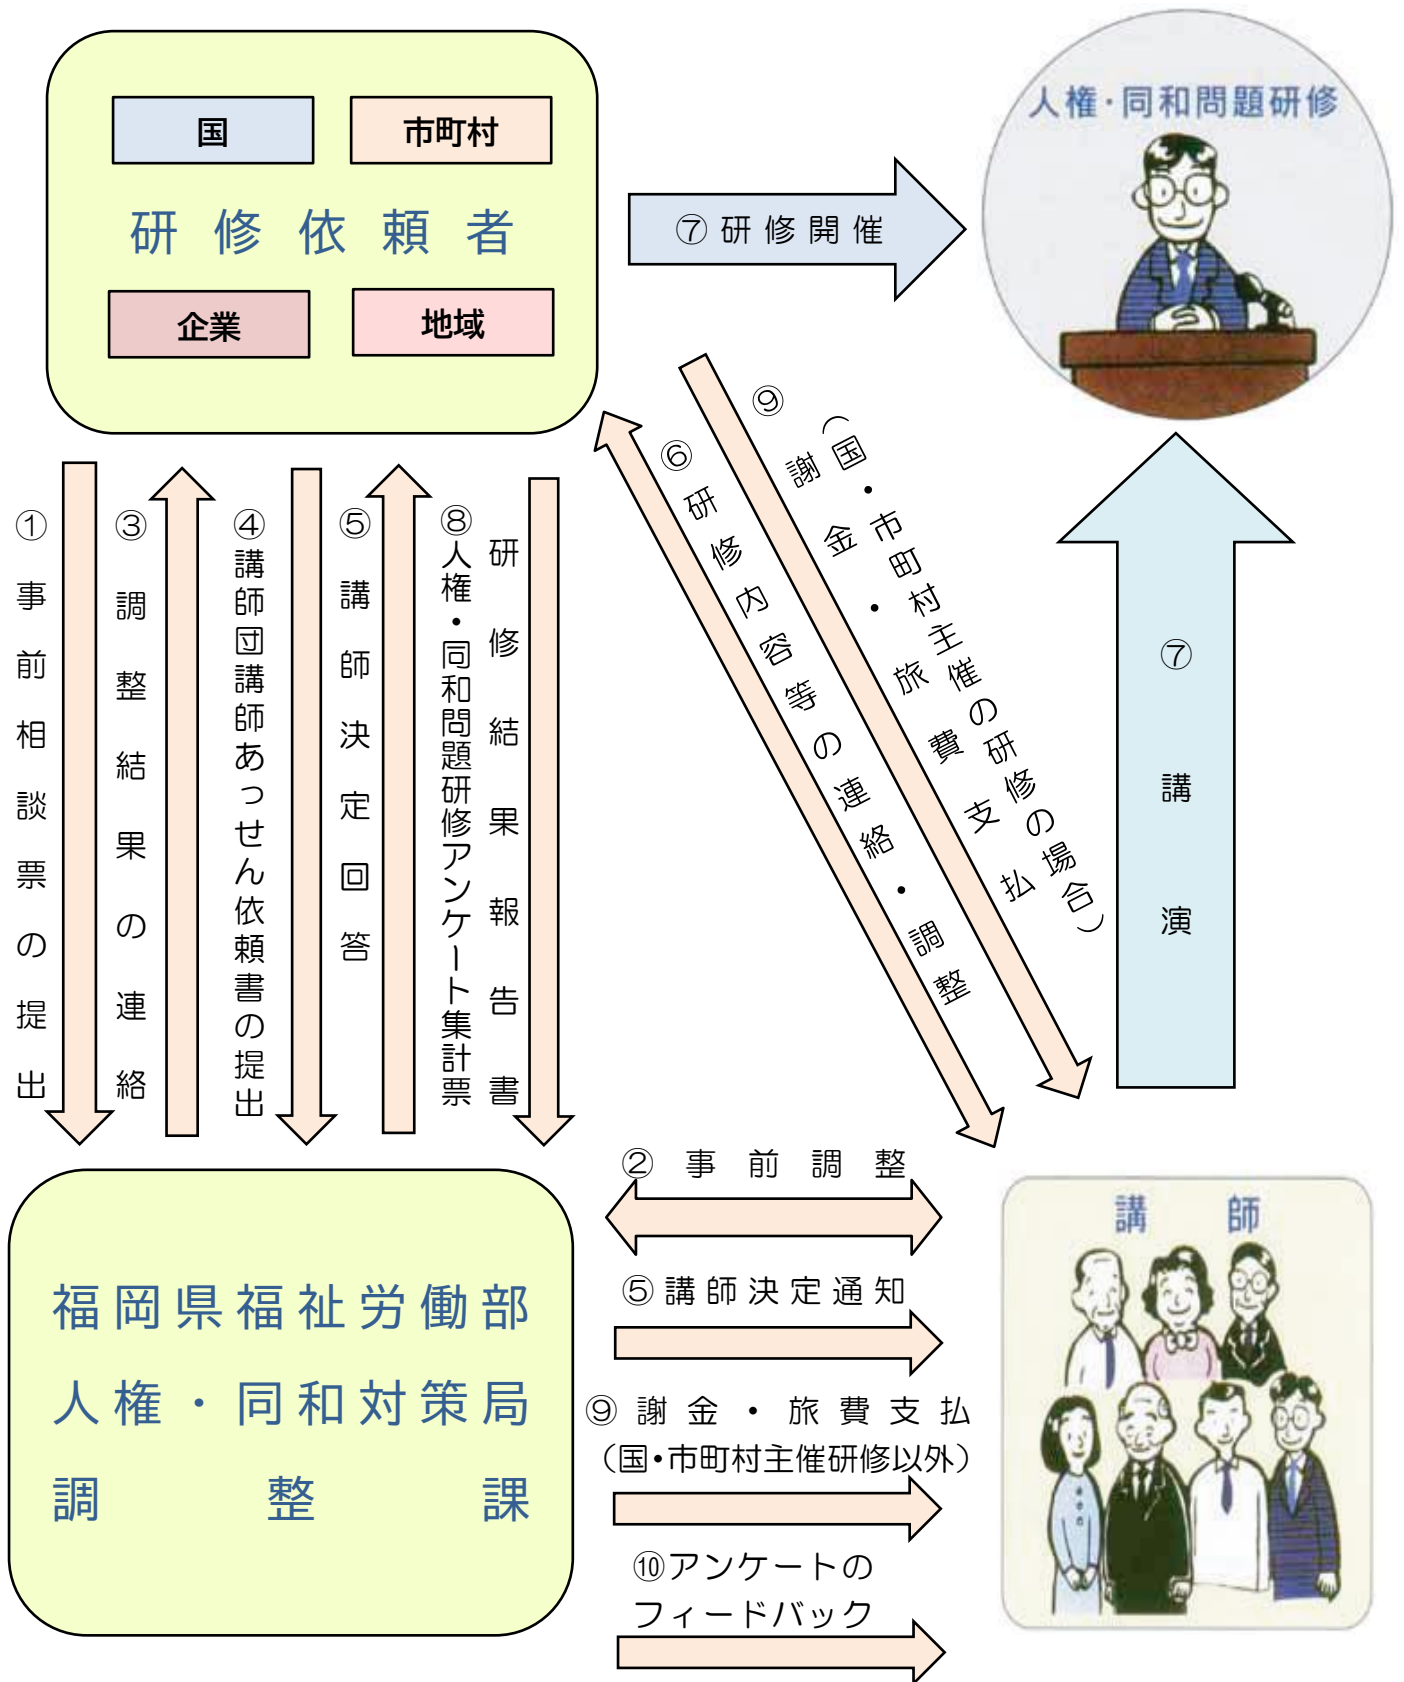 国
市町村
研修依頼者
企業
地域
⑦研修開催
人権・同和問題研修
①事前相談票の提出
③調整結果の連絡
④講師団講師あっせん依頼書の提出
⑤講師決定回答
⑧人権・同和問題研修アンケート集計票
研修結果報告書
⑥研修内容等の連絡・調整
⑨謝金・旅費支払
（国・市町村主催の研修の場合）
⑦講演
②事前調整
⑤講師決定通知
⑨謝金・旅費支払
（国・市町村主催研修以外）
⑩アンケートの
フィードバック
福岡県福祉労働部
人権・同和対策局
調整課
講師